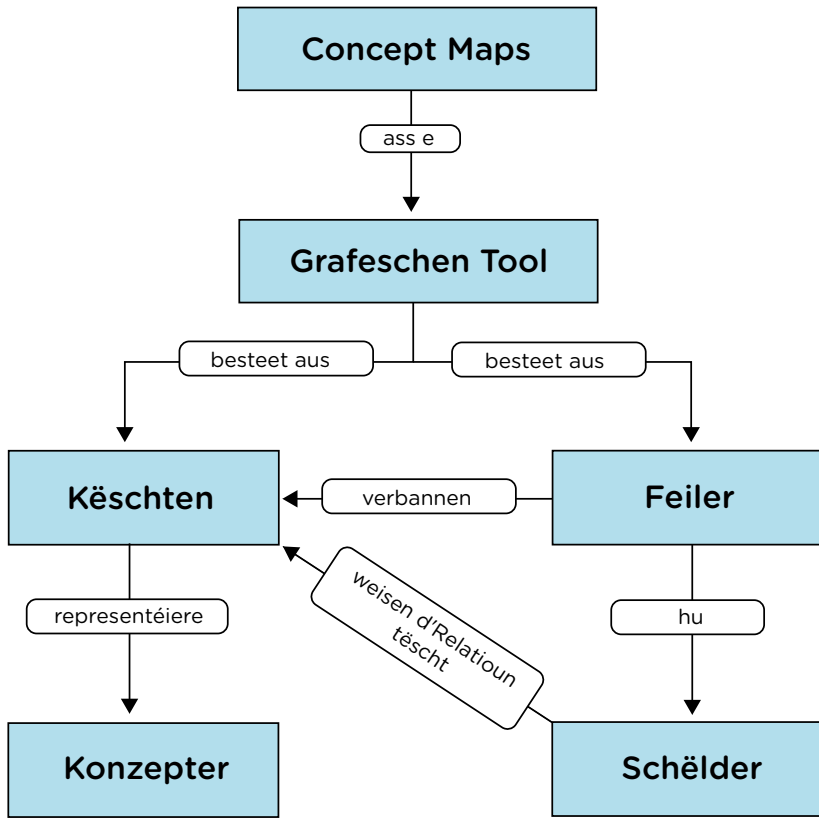 Concept Maps
ass e
Grafeschen Tool
besteet aus
besteet aus
Këschten
verbannen
Feiler
weisen d'Relatioun
tëscht
representéiere
hu
Konzepter
Schëlder